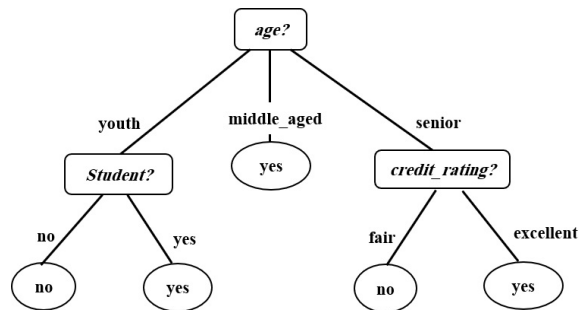 age?
youth
middle_aged
senior
Student?
yes
credit_rating?
no
yes
fair
excellent
no
yes
no
yes